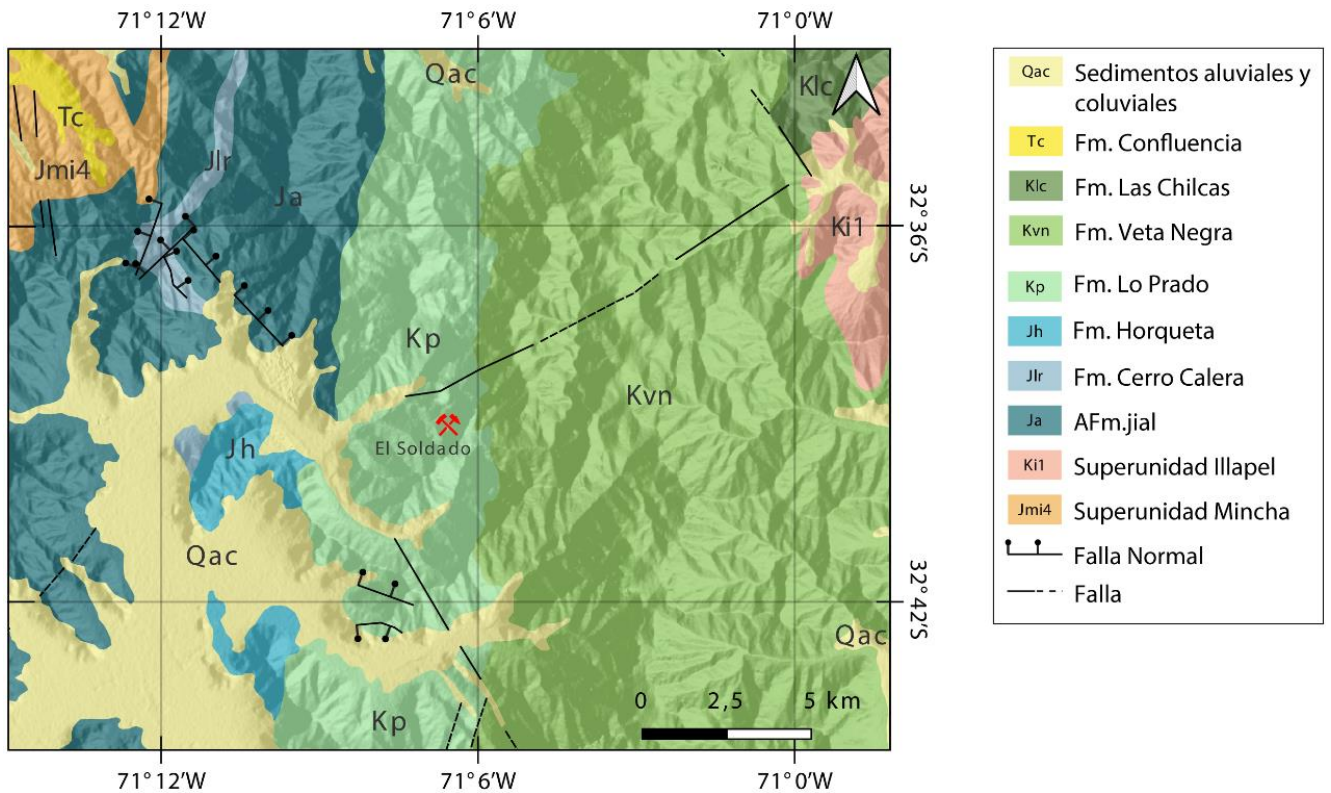 71°12'W
71°6'W
71°0'W
Qac
Klc
Tc
Jmi4
Jlr
Ja
32°36'S
Ki1
Kp
Kvn
El Soldado
Jh
Qac
32°42'S
Qac
0 2,5 5 km
Kp
71°12'W
71°6'W
71°0'W
Qac Sedimentos aluviales y
coluviales
Tc Fm. Confluencia
Klc Fm. Las Chilcas
Kvn Fm. Veta Negra
Kp Fm. Lo Prado
Jh Fm. Horqueta
Jlr Fm. Cerro Calera
Ja AFm.jial
Ki1 Superunidad Illapel
Jmi4 Superunidad Mincha
Falla Normal
Falla